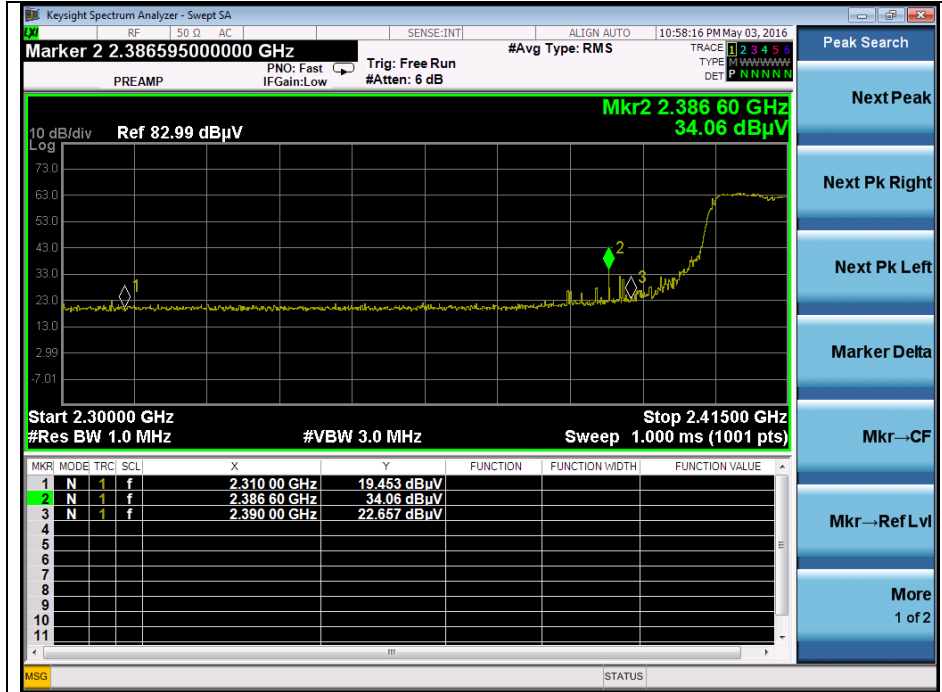 Keysight Spectrum Analyzer - Swept SA
LXI RF 50 Ω AC SENSE:INT ALIGN AUTO 10:58:16 PM May 03, 2016
Marker 2 2.386595000000 GHz
PREAMP
PNO: Fast
IFGain:Low
Trig: Free Run
#Atten: 6 dB
#Avg Type: RMS
TRACE 1 2 3 4 5 6
TYPE M WWWWW
DET P N N N N N
Mkr2 2.386 60 GHz
34.06 dBµV
10 dB/div Ref 82.99 dBµV
Log
73.0
63.0
53.0
43.0
33.0
23.0
13.0
2.99
-7.01
1
2
3
Start 2.30000 GHz Stop 2.41500 GHz
#Res BW 1.0 MHz #VBW 3.0 MHz Sweep 1.000 ms (1001 pts)
MKR MODE TRC SCL X Y FUNCTION FUNCTION WIDTH FUNCTION VALUE
1 N 1 f 2.310 00 GHz 19.453 dBµV
2 N 1 f 2.386 60 GHz 34.06 dBµV
3 N 1 f 2.390 00 GHz 22.657 dBµV
4
5
6
7
8
9
10
11
MSG STATUS
Peak Search
Next Peak
Next Pk Right
Next Pk Left
Marker Delta
Mkr→CF
Mkr→Ref Lvl
More
1 of 2